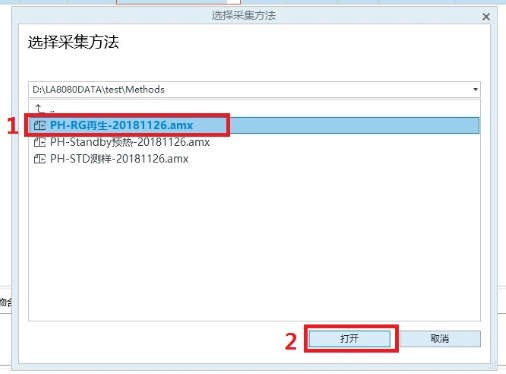 选择采集方法
选择采集方法
D:\LA8080DATA\test\Methods
..
1
PH-RG再生-20181126.amx
PH-Standby预热-20181126.amx
PH-STD测样-20181126.amx
2
打开
取消